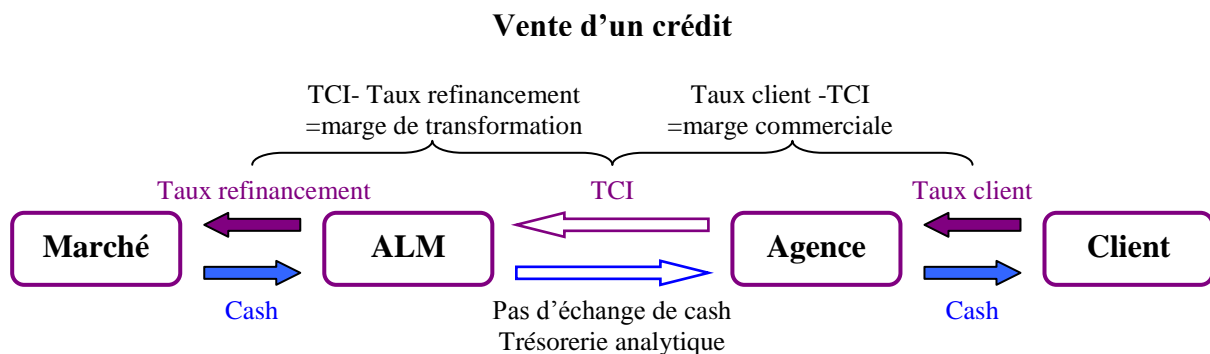 Vente d’un crédit
TCI- Taux refinancement
=marge de transformation
Taux client -TCI
=marge commerciale
Taux refinancement
TCI
Taux client
Marché
ALM
Agence
Client
Cash
Pas d’échange de cash
Trésorerie analytique
Cash